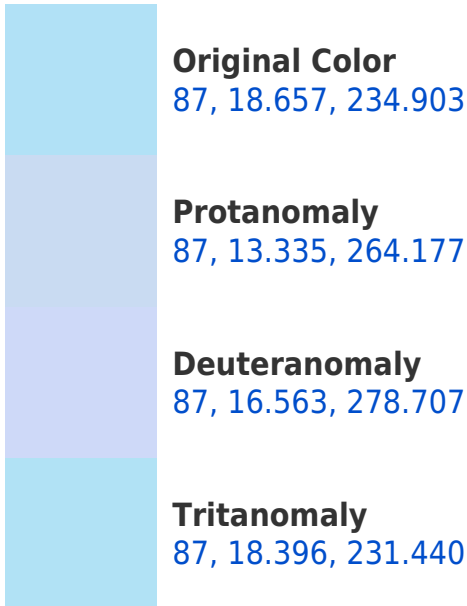 Original Color
87, 18.657, 234.903
Protanomaly
87, 13.335, 264.177
Deuteranomaly
87, 16.563, 278.707
Tritanomaly
87, 18.396, 231.440